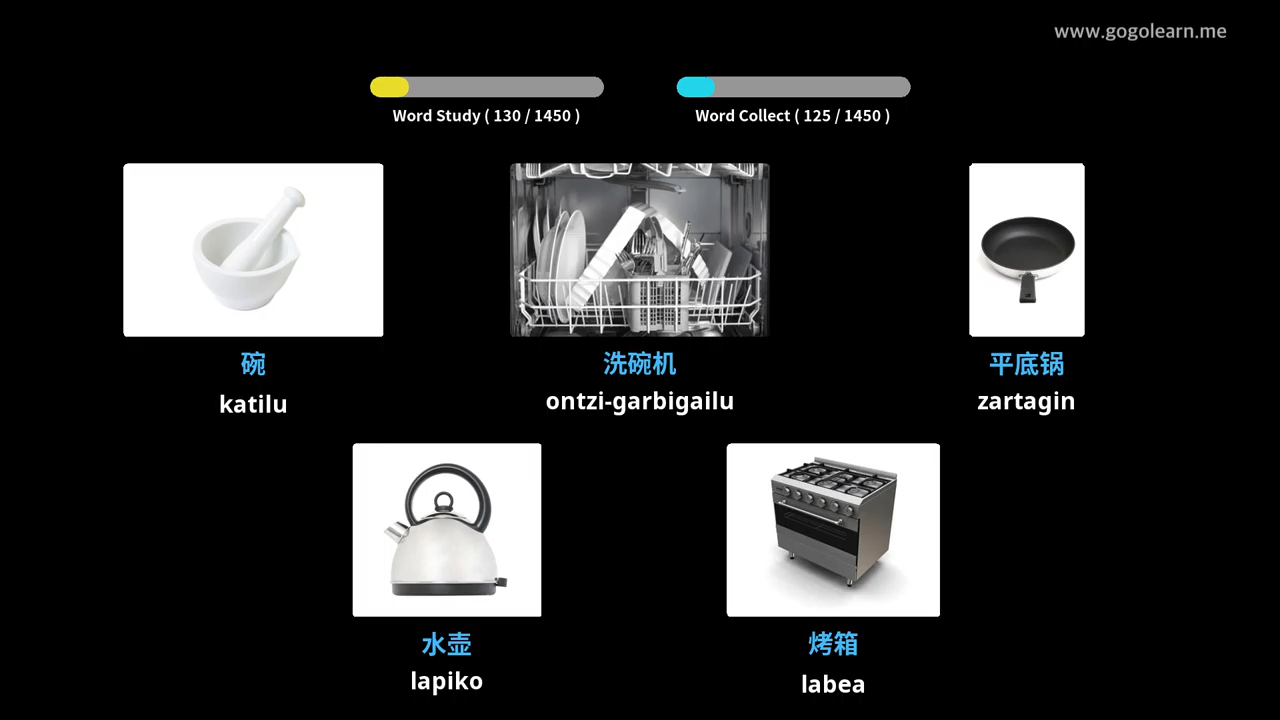 www.gogolearn.me
Word Study ( 130 / 1450 )
Word Collect ( 125 / 1450 )
碗
katilu
洗碗机
ontzi-garbigailu
平底锅
zartagin
水壶
lapiko
烤箱
labea